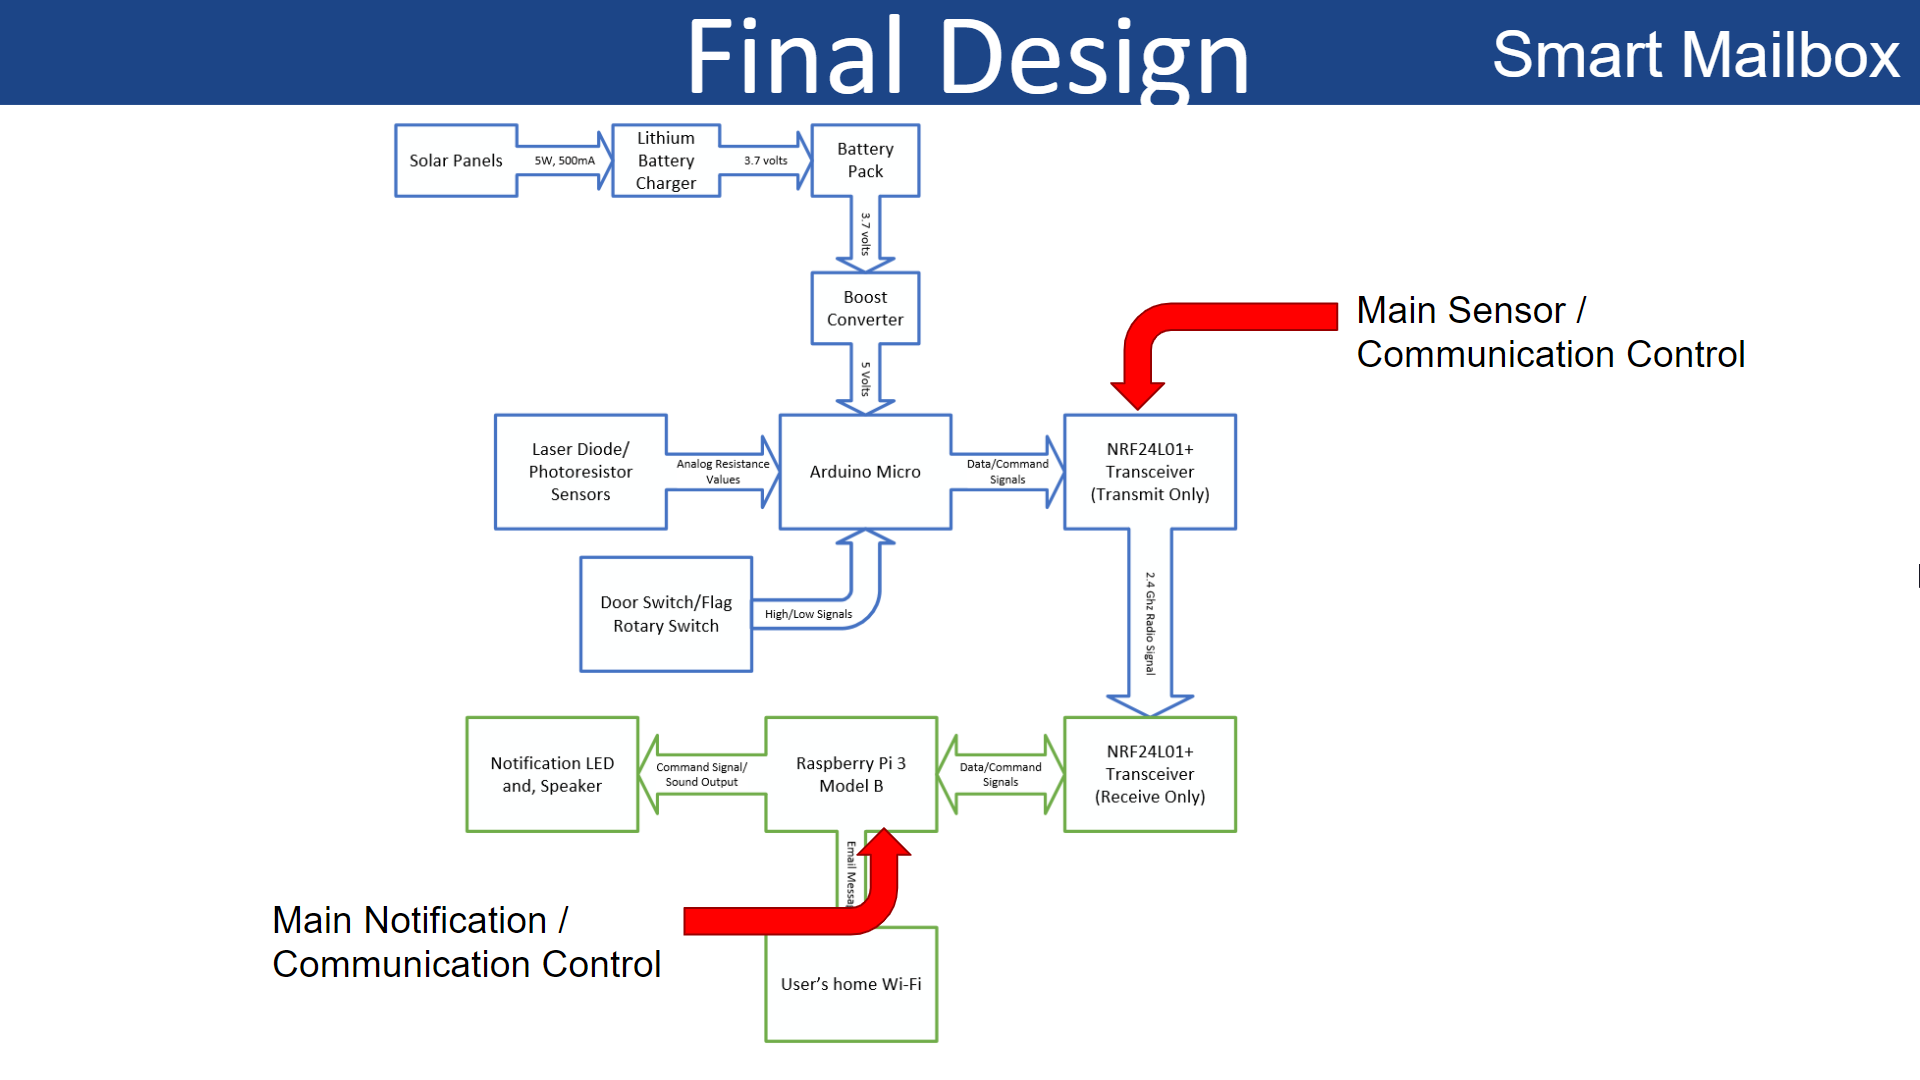 Final Design
Smart Mailbox
Solar Panels
5W, 500mA
Lithium
Battery
Charger
3.7 volts
Battery
Pack
3.7 volts
Boost
Converter
5 Volts
Main Sensor /
Communication Control
Laser Diode/
Photoresistor
Sensors
Analog Resistance
Values
Arduino Micro
Data/Command
Signals
NRF24L01+
Transceiver
(Transmit Only)
Door Switch/Flag
Rotary Switch
High/Low Signals
2.4 Ghz Radio Signal
Notification LED
and, Speaker
Command Signal/
Sound Output
Raspberry Pi 3
Model B
Data/Command
Signals
NRF24L01+
Transceiver
(Receive Only)
Email
Main Notification /
Communication Control
User's home Wi-Fi